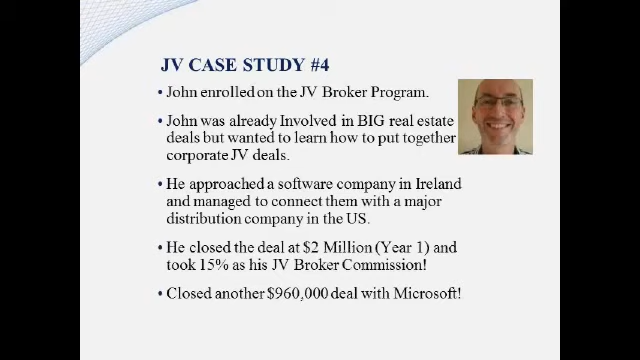 JV CASE STUDY #4
• John enrolled on the JV Broker Program.
• John was already Involved in BIG real estate
deals but wanted to learn how to put together
corporate JV deals.
• He approached a software company in Ireland
and managed to connect them with a major
distribution company in the US.
• He closed the deal at $2 Million (Year 1) and
took 15% as his JV Broker Commission!
• Closed another $960,000 deal with Microsoft!